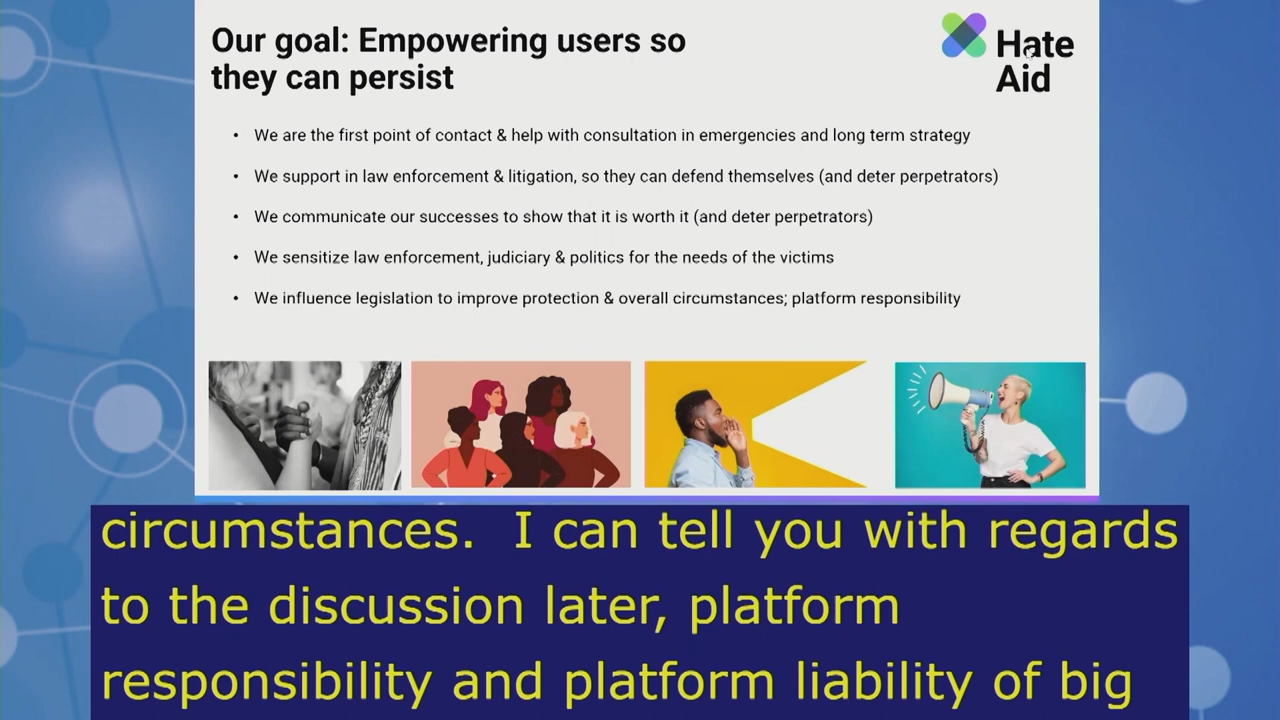 Our goal: Empowering users so
they can persist
Hate
Aid
• We are the first point of contact & help with consultation in emergencies and long term strategy
• We support in law enforcement & litigation, so they can defend themselves (and deter perpetrators)
• We communicate our successes to show that it is worth it (and deter perpetrators)
• We sensitize law enforcement, judiciary & politics for the needs of the victims
• We influence legislation to improve protection & overall circumstances; platform responsibility
circumstances.  I can tell you with regards
to the discussion later, platform
responsibility and platform liability of big